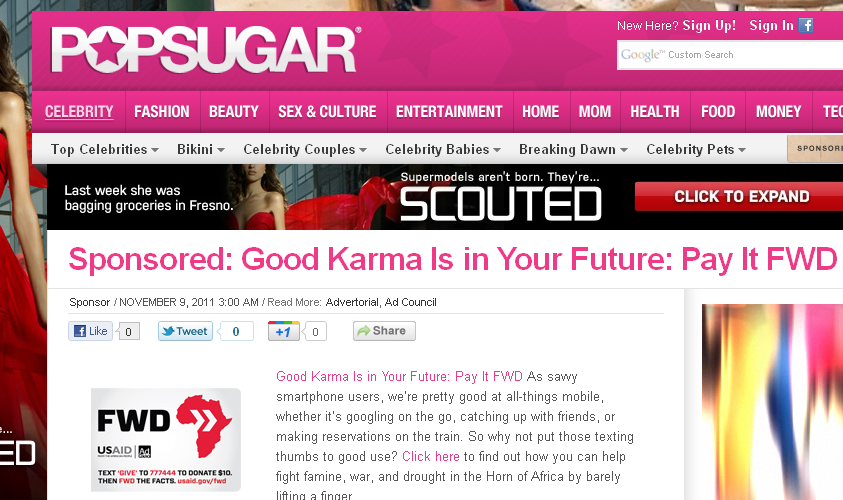 POPSUGAR®
New Here? Sign Up! Sign In
Google™ Custom Search
CELEBRITY FASHION BEAUTY SEX & CULTURE ENTERTAINMENT HOME MOM HEALTH FOOD MONEY
Top Celebrities Bikini Celebrity Couples Celebrity Babies Breaking Dawn Celebrity Pets
Last week she was
bagging groceries in Fresno.
Supermodels aren't born. They're...
SCOUTED
CLICK TO EXPAND
Sponsored: Good Karma Is in Your Future: Pay It FWD
Sponsor / NOVEMBER 9, 2011 3:00 AM / Read More: Advertorial, Ad Council
Like 0 Tweet 0 +1 0 Share
FWD
USAID
TEXT 'GIVE' TO 777444 TO DONATE $10.
THEN FWD THE FACTS. usaid.gov/fwd
Good Karma Is in Your Future: Pay It FWD As savvy
smartphone users, we're pretty good at all-things mobile,
whether it's googling on the go, catching up with friends, or
making reservations on the train. So why not put those texting
thumbs to good use? Click here to find out how you can help
fight famine, war, and drought in the Horn of Africa by barely
lifting a finger